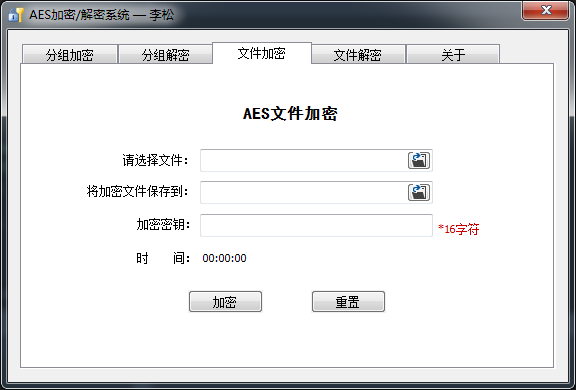 AES加密/解密系统 — 李松
分组加密 分组解密 文件加密 文件解密 关于
AES文件加密
请选择文件：
将加密文件保存到：
加密密钥： *16字符
时 间： 00:00:00
加密 重置